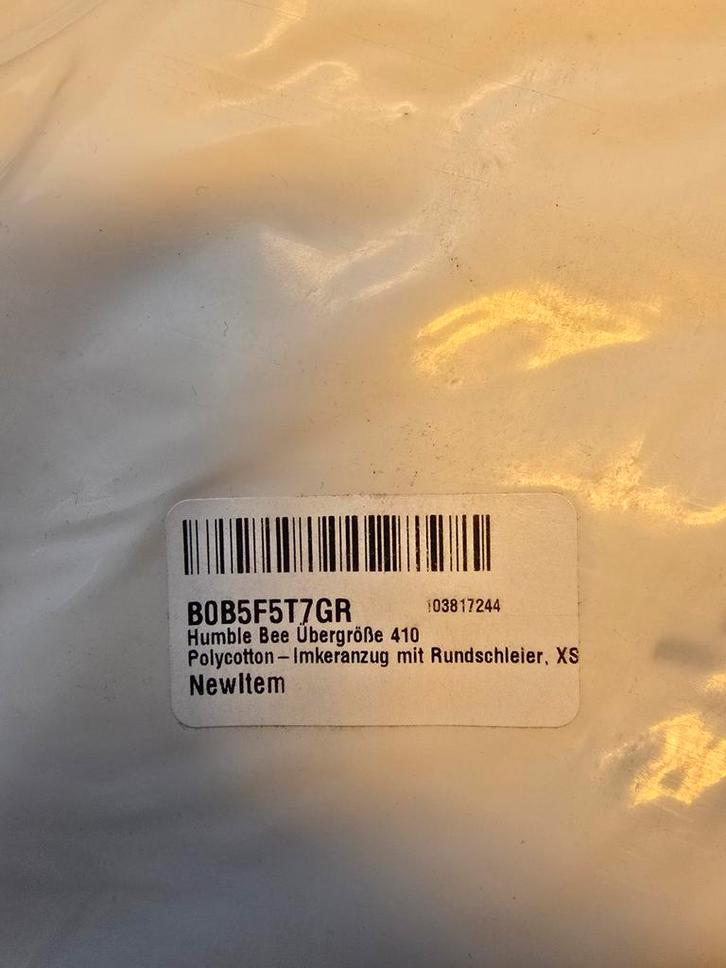 B0B5F5T7GR 103817244
Humble Bee Übergröße 410
Polycotton–Imkeranzug mit Rundschleier, XS
NewItem